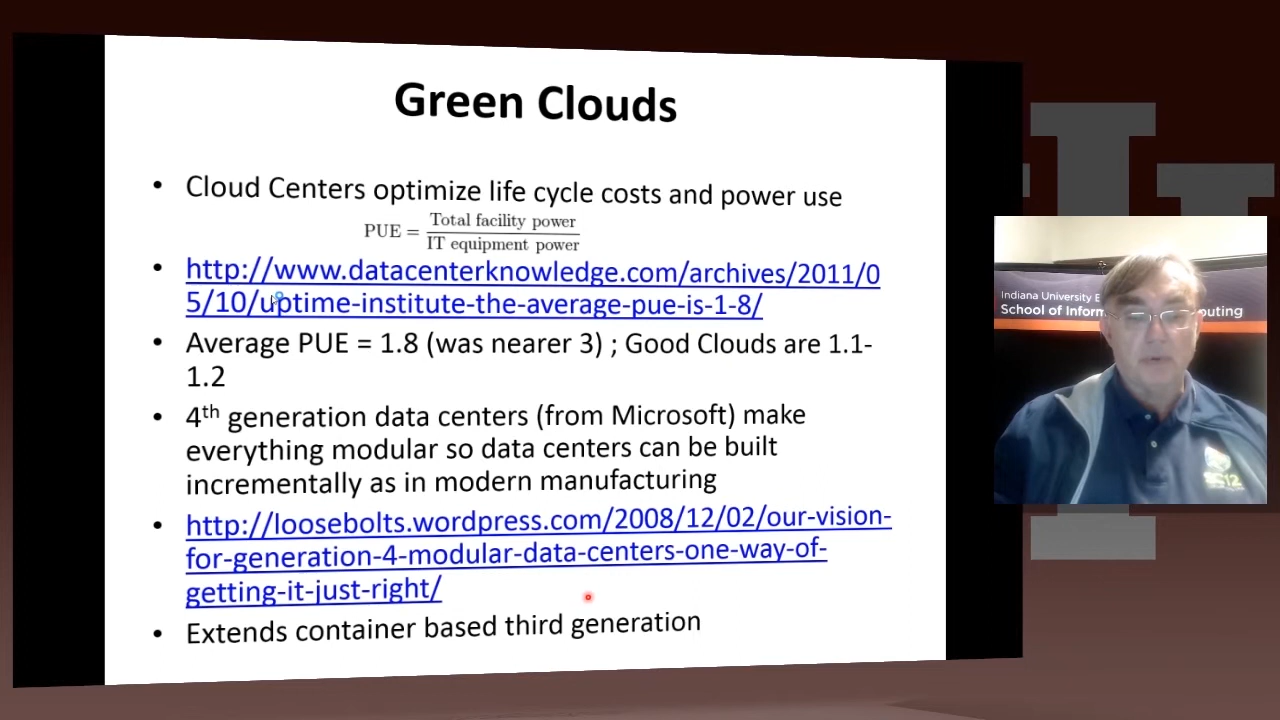 Green Clouds
• Cloud Centers optimize life cycle costs and power use
PUE = Total facility power / IT equipment power
• http://www.datacenterknowledge.com/archives/2011/0
5/10/uptime-institute-the-average-pue-is-1-8/
• Average PUE = 1.8 (was nearer 3) ; Good Clouds are 1.1-
1.2
• 4th generation data centers (from Microsoft) make
everything modular so data centers can be built
incrementally as in modern manufacturing
• http://loosebolts.wordpress.com/2008/12/02/our-vision-
for-generation-4-modular-data-centers-one-way-of-
getting-it-just-right/
• Extends container based third generation
Indiana University
School of